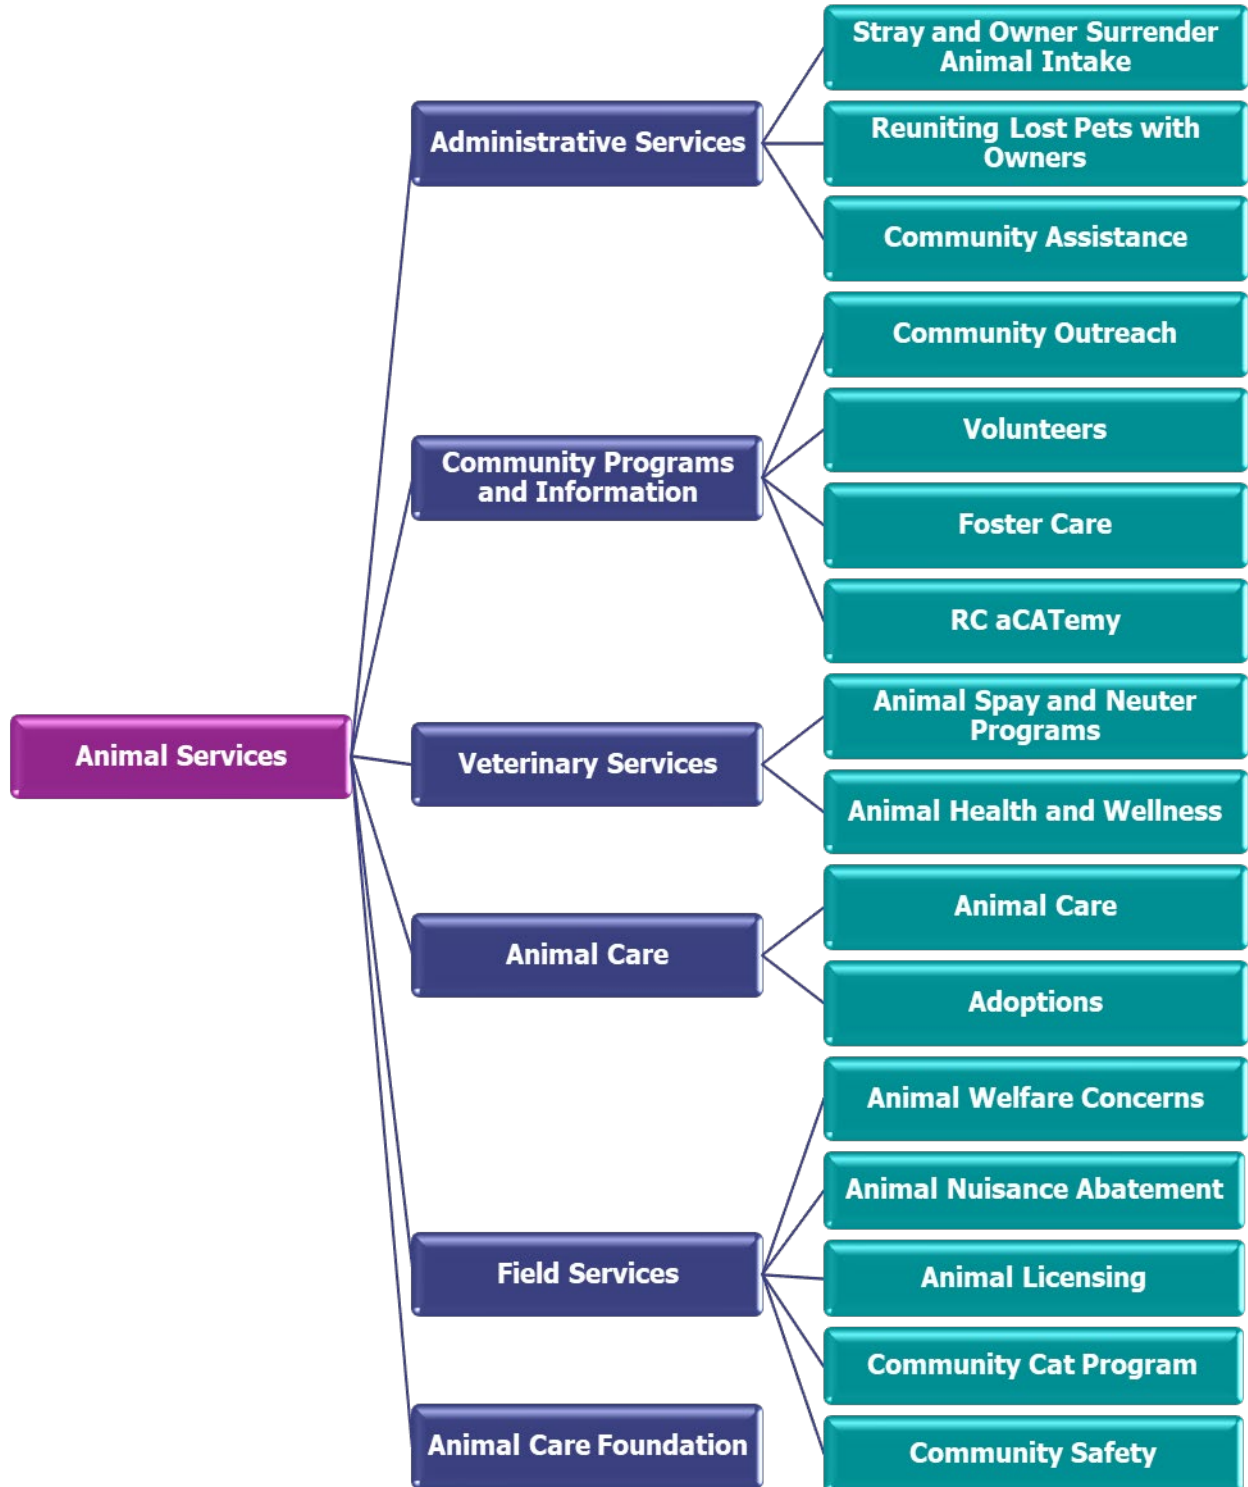 Animal Services
Administrative Services
Stray and Owner Surrender
Animal Intake
Reuniting Lost Pets with
Owners
Community Assistance
Community Programs
and Information
Community Outreach
Volunteers
Foster Care
RC aCATemy
Veterinary Services
Animal Spay and Neuter
Programs
Animal Health and Wellness
Animal Care
Animal Care
Adoptions
Field Services
Animal Welfare Concerns
Animal Nuisance Abatement
Animal Licensing
Community Cat Program
Community Safety
Animal Care Foundation